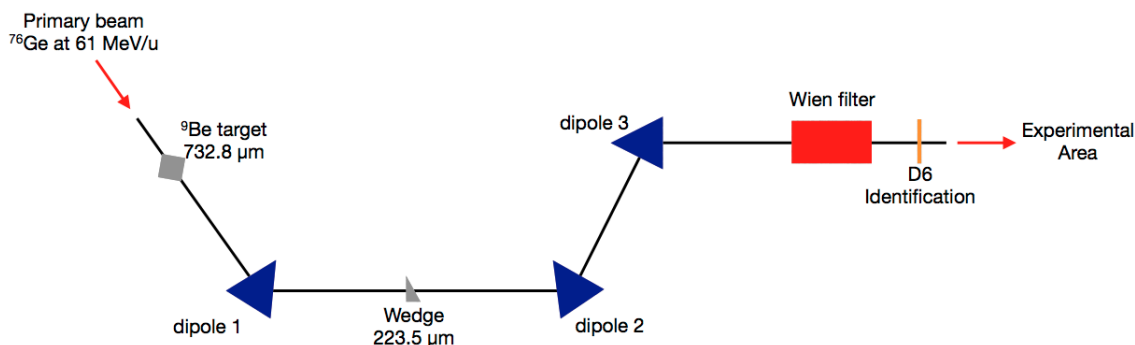 Primary beam
⁷⁶Ge at 61 MeV/u
⁹Be target
732.8 µm
dipole 1
Wedge
223.5 µm
dipole 2
dipole 3
Wien filter
D6
Identification
Experimental
Area